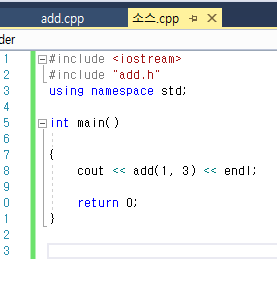 add.cpp 소스.cpp
der
1 #include <iostream>
2 #include "add.h"
3 using namespace std;
4
5 int main()
6
7 {
8 cout << add(1, 3) << endl;
9
0 return 0;
1 }
2
3